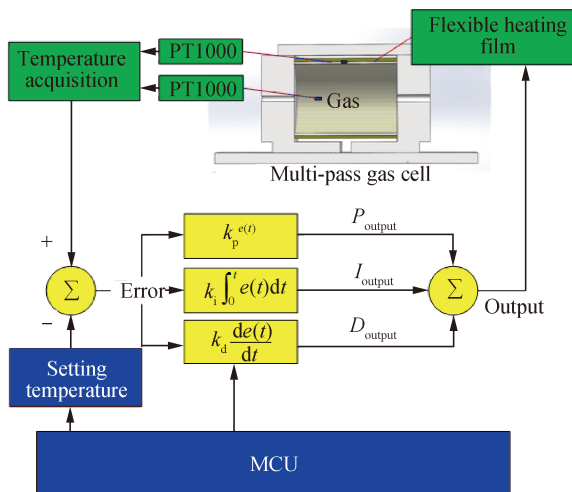 PT1000
PT1000
Temperature
acquisition
Flexible heating
film
Gas
Multi-pass gas cell
+
−
Σ
Error
k_p^{e(t)}
k_i ∫_0^t e(t)dt
k_d de(t)/dt
P_output
I_output
D_output
Σ
Output
Setting
temperature
MCU